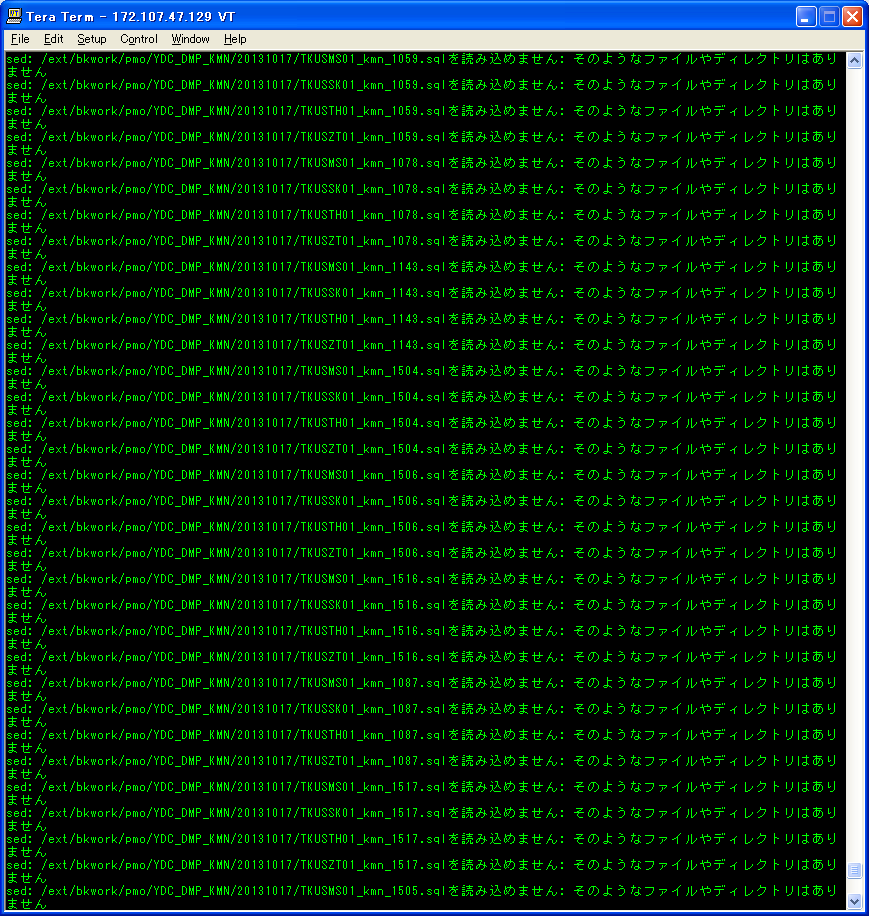 Tera Term - 172.107.47.129 VT
File Edit Setup Control Window Help
sed: /ext/bkwork/pmo/YDC_DMP_KMN/20131017/TKUSMS01_kmn_1059.sqlを読み込めません: そのようなファイルやディレクトリはあり
ません
sed: /ext/bkwork/pmo/YDC_DMP_KMN/20131017/TKUSSK01_kmn_1059.sqlを読み込めません: そのようなファイルやディレクトリはあり
ません
sed: /ext/bkwork/pmo/YDC_DMP_KMN/20131017/TKUSTH01_kmn_1059.sqlを読み込めません: そのようなファイルやディレクトリはあり
ません
sed: /ext/bkwork/pmo/YDC_DMP_KMN/20131017/TKUSZT01_kmn_1059.sqlを読み込めません: そのようなファイルやディレクトリはあり
ません
sed: /ext/bkwork/pmo/YDC_DMP_KMN/20131017/TKUSMS01_kmn_1078.sqlを読み込めません: そのようなファイルやディレクトリはあり
ません
sed: /ext/bkwork/pmo/YDC_DMP_KMN/20131017/TKUSSK01_kmn_1078.sqlを読み込めません: そのようなファイルやディレクトリはあり
ません
sed: /ext/bkwork/pmo/YDC_DMP_KMN/20131017/TKUSTH01_kmn_1078.sqlを読み込めません: そのようなファイルやディレクトリはあり
ません
sed: /ext/bkwork/pmo/YDC_DMP_KMN/20131017/TKUSZT01_kmn_1078.sqlを読み込めません: そのようなファイルやディレクトリはあり
ません
sed: /ext/bkwork/pmo/YDC_DMP_KMN/20131017/TKUSMS01_kmn_1143.sqlを読み込めません: そのようなファイルやディレクトリはあり
ません
sed: /ext/bkwork/pmo/YDC_DMP_KMN/20131017/TKUSSK01_kmn_1143.sqlを読み込めません: そのようなファイルやディレクトリはあり
ません
sed: /ext/bkwork/pmo/YDC_DMP_KMN/20131017/TKUSTH01_kmn_1143.sqlを読み込めません: そのようなファイルやディレクトリはあり
ません
sed: /ext/bkwork/pmo/YDC_DMP_KMN/20131017/TKUSZT01_kmn_1143.sqlを読み込めません: そのようなファイルやディレクトリはあり
ません
sed: /ext/bkwork/pmo/YDC_DMP_KMN/20131017/TKUSMS01_kmn_1504.sqlを読み込めません: そのようなファイルやディレクトリはあり
ません
sed: /ext/bkwork/pmo/YDC_DMP_KMN/20131017/TKUSSK01_kmn_1504.sqlを読み込めません: そのようなファイルやディレクトリはあり
ません
sed: /ext/bkwork/pmo/YDC_DMP_KMN/20131017/TKUSTH01_kmn_1504.sqlを読み込めません: そのようなファイルやディレクトリはあり
ません
sed: /ext/bkwork/pmo/YDC_DMP_KMN/20131017/TKUSZT01_kmn_1504.sqlを読み込めません: そのようなファイルやディレクトリはあり
ません
sed: /ext/bkwork/pmo/YDC_DMP_KMN/20131017/TKUSMS01_kmn_1506.sqlを読み込めません: そのようなファイルやディレクトリはあり
ません
sed: /ext/bkwork/pmo/YDC_DMP_KMN/20131017/TKUSSK01_kmn_1506.sqlを読み込めません: そのようなファイルやディレクトリはあり
ません
sed: /ext/bkwork/pmo/YDC_DMP_KMN/20131017/TKUSTH01_kmn_1506.sqlを読み込めません: そのようなファイルやディレクトリはあり
ません
sed: /ext/bkwork/pmo/YDC_DMP_KMN/20131017/TKUSZT01_kmn_1506.sqlを読み込めません: そのようなファイルやディレクトリはあり
ません
sed: /ext/bkwork/pmo/YDC_DMP_KMN/20131017/TKUSMS01_kmn_1516.sqlを読み込めません: そのようなファイルやディレクトリはあり
ません
sed: /ext/bkwork/pmo/YDC_DMP_KMN/20131017/TKUSSK01_kmn_1516.sqlを読み込めません: そのようなファイルやディレクトリはあり
ません
sed: /ext/bkwork/pmo/YDC_DMP_KMN/20131017/TKUSTH01_kmn_1516.sqlを読み込めません: そのようなファイルやディレクトリはあり
ません
sed: /ext/bkwork/pmo/YDC_DMP_KMN/20131017/TKUSZT01_kmn_1516.sqlを読み込めません: そのようなファイルやディレクトリはあり
ません
sed: /ext/bkwork/pmo/YDC_DMP_KMN/20131017/TKUSMS01_kmn_1087.sqlを読み込めません: そのようなファイルやディレクトリはあり
ません
sed: /ext/bkwork/pmo/YDC_DMP_KMN/20131017/TKUSSK01_kmn_1087.sqlを読み込めません: そのようなファイルやディレクトリはあり
ません
sed: /ext/bkwork/pmo/YDC_DMP_KMN/20131017/TKUSTH01_kmn_1087.sqlを読み込めません: そのようなファイルやディレクトリはあり
ません
sed: /ext/bkwork/pmo/YDC_DMP_KMN/20131017/TKUSZT01_kmn_1087.sqlを読み込めません: そのようなファイルやディレクトリはあり
ません
sed: /ext/bkwork/pmo/YDC_DMP_KMN/20131017/TKUSMS01_kmn_1517.sqlを読み込めません: そのようなファイルやディレクトリはあり
ません
sed: /ext/bkwork/pmo/YDC_DMP_KMN/20131017/TKUSSK01_kmn_1517.sqlを読み込めません: そのようなファイルやディレクトリはあり
ません
sed: /ext/bkwork/pmo/YDC_DMP_KMN/20131017/TKUSTH01_kmn_1517.sqlを読み込めません: そのようなファイルやディレクトリはあり
ません
sed: /ext/bkwork/pmo/YDC_DMP_KMN/20131017/TKUSZT01_kmn_1517.sqlを読み込めません: そのようなファイルやディレクトリはあり
ません
sed: /ext/bkwork/pmo/YDC_DMP_KMN/20131017/TKUSMS01_kmn_1505.sqlを読み込めません: そのようなファイルやディレクトリはあり
ません